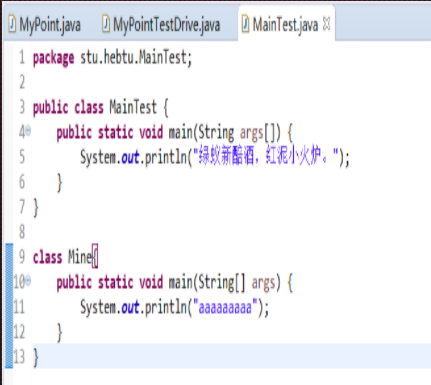 MyPoint.java MyPointTestDrive.java MainTest.java
1 package stu.hebtu.MainTest;
2
3 public class MainTest {
4 public static void main(String args[]) {
5 System.out.println("绿蚁新醅酒，红泥小火炉。");
6 }
7 }
8
9 class Mine{
10 public static void main(String[] args) {
11 System.out.println("aaaaaaaaa");
12 }
13 }